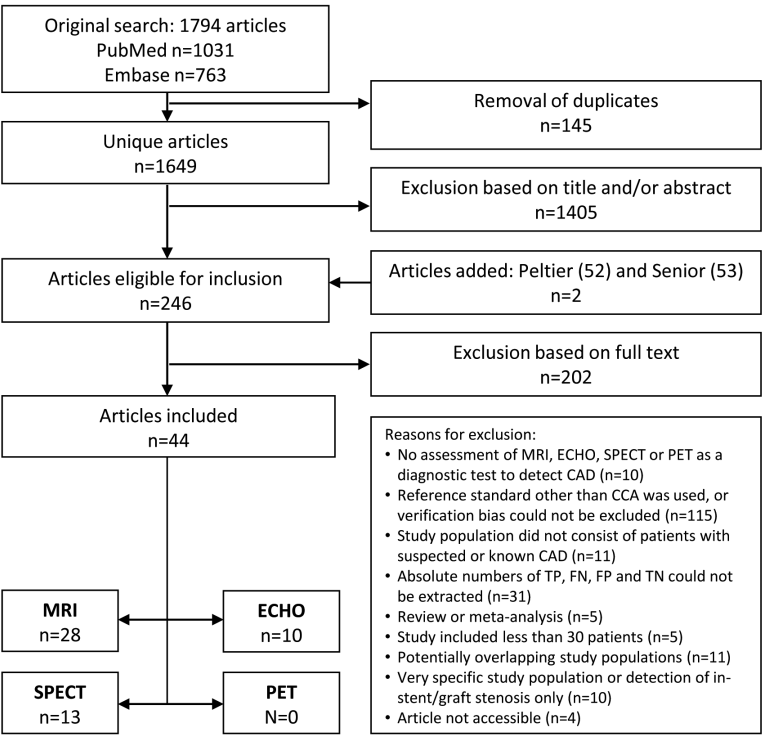 Original search: 1794 articles
PubMed n=1031
Embase n=763
Removal of duplicates
n=145
Unique articles
n=1649
Exclusion based on title and/or abstract
n=1405
Articles eligible for inclusion
n=246
Articles added: Peltier (52) and Senior (53)
n=2
Exclusion based on full text
n=202
Articles included
n=44
Reasons for exclusion:
• No assessment of MRI, ECHO, SPECT or PET as a
diagnostic test to detect CAD (n=10)
• Reference standard other than CCA was used, or
verification bias could not be excluded (n=115)
• Study population did not consist of patients with
suspected or known CAD (n=11)
• Absolute numbers of TP, FN, FP and TN could not
be extracted (n=31)
• Review or meta-analysis (n=5)
• Study included less than 30 patients (n=5)
• Potentially overlapping study populations (n=11)
• Very specific study population or detection of in-
stent/graft stenosis only (n=10)
• Article not accessible (n=4)
MRI
n=28
ECHO
n=10
SPECT
n=13
PET
N=0